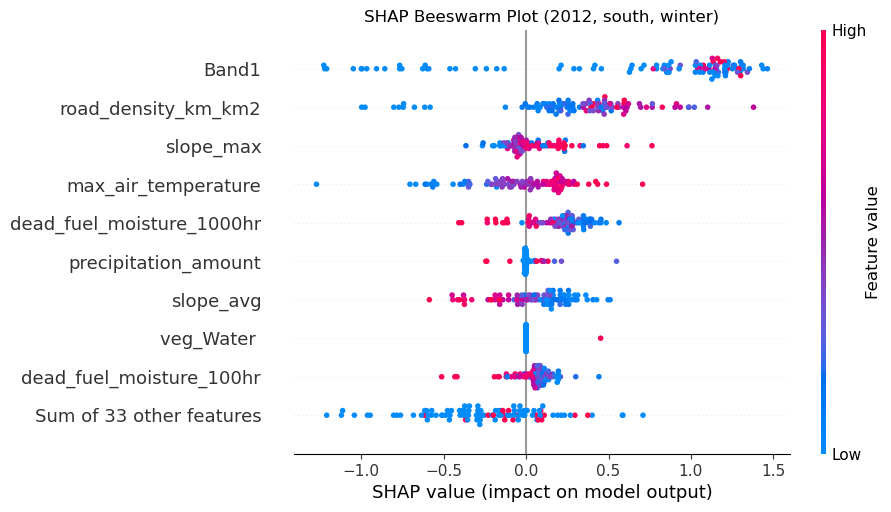 SHAP Beeswarm Plot (2012, south, winter)
High
Band1
road_density_km_km2
slope_max
max_air_temperature
dead_fuel_moisture_1000hr
precipitation_amount
slope_avg
veg_Water
dead_fuel_moisture_100hr
Sum of 33 other features
Feature value
Low
−1.0 −0.5 0.0 0.5 1.0 1.5
SHAP value (impact on model output)